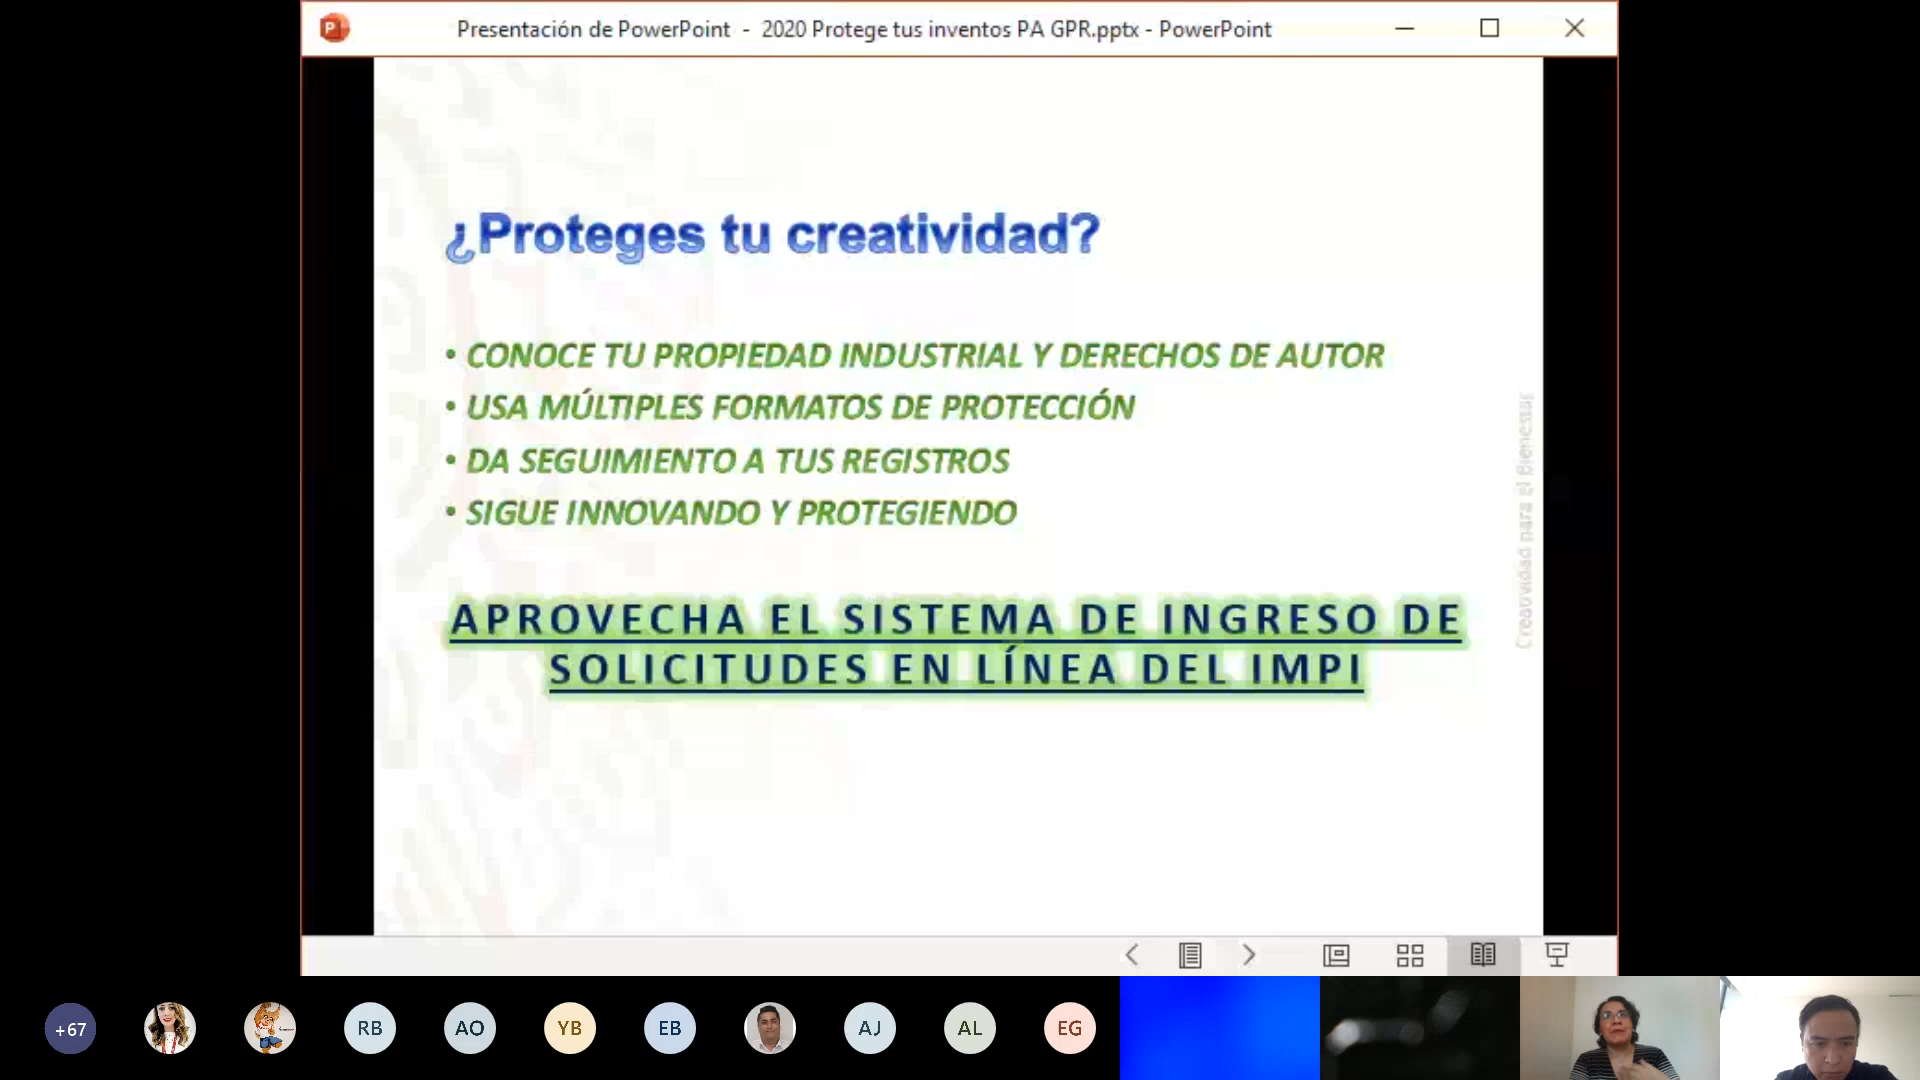 Presentación de PowerPoint - 2020 Protege tus inventos PA GPR.pptx - PowerPoint
¿Proteges tu creatividad?
• CONOCE TU PROPIEDAD INDUSTRIAL Y DERECHOS DE AUTOR
• USA MÚLTIPLES FORMATOS DE PROTECCIÓN
• DA SEGUIMIENTO A TUS REGISTROS
• SIGUE INNOVANDO Y PROTEGIENDO
APROVECHA EL SISTEMA DE INGRESO DE
SOLICITUDES EN LÍNEA DEL IMPI
Creatividad para el Bienestar
+67
RB
AO
YB
EB
AJ
AL
EG